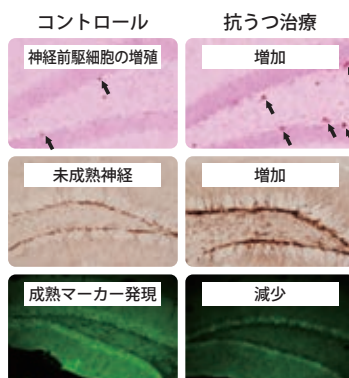 コントロール 抗うつ治療
神経前駆細胞の増殖 増加
未成熟神経 増加
成熟マーカー発現 減少